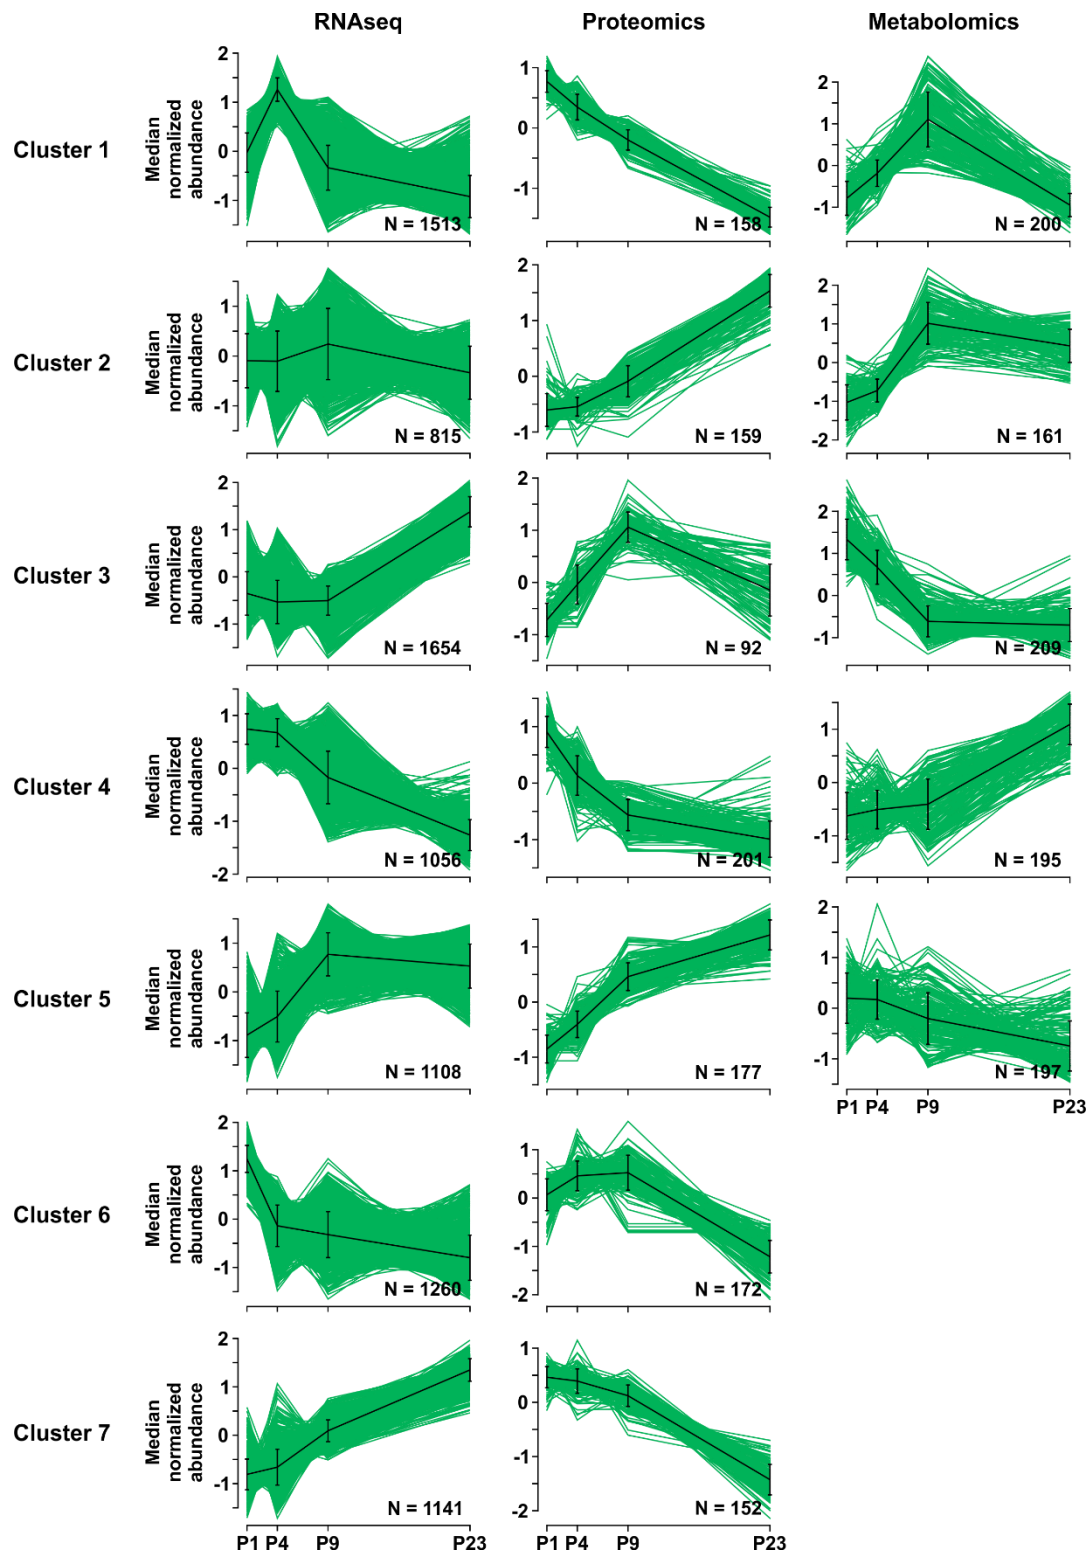 RNAseq Proteomics Metabolomics
Cluster 1
Median normalized abundance
2
1
0
-1
N = 1513
1
0
-1
N = 158
2
1
0
-1
N = 200
Cluster 2
Median normalized abundance
1
0
-1
N = 815
2
1
0
-1
N = 159
2
1
0
-1
-2
N = 161
Cluster 3
Median normalized abundance
2
1
0
-1
N = 1654
2
1
0
-1
N = 92
2
1
0
-1
N = 209
Cluster 4
Median normalized abundance
1
0
-1
-2
N = 1056
1
0
-1
N = 201
1
0
-1
N = 195
Cluster 5
Median normalized abundance
1
0
-1
N = 1108
1
0
-1
N = 177
2
1
0
-1
N = 197
P1 P4 P9 P23
Cluster 6
Median normalized abundance
2
1
0
-1
N = 1260
1
0
-1
-2
N = 172
Cluster 7
Median normalized abundance
2
1
0
-1
N = 1141
1
0
-1
-2
N = 152
P1 P4 P9 P23
P1 P4 P9 P23